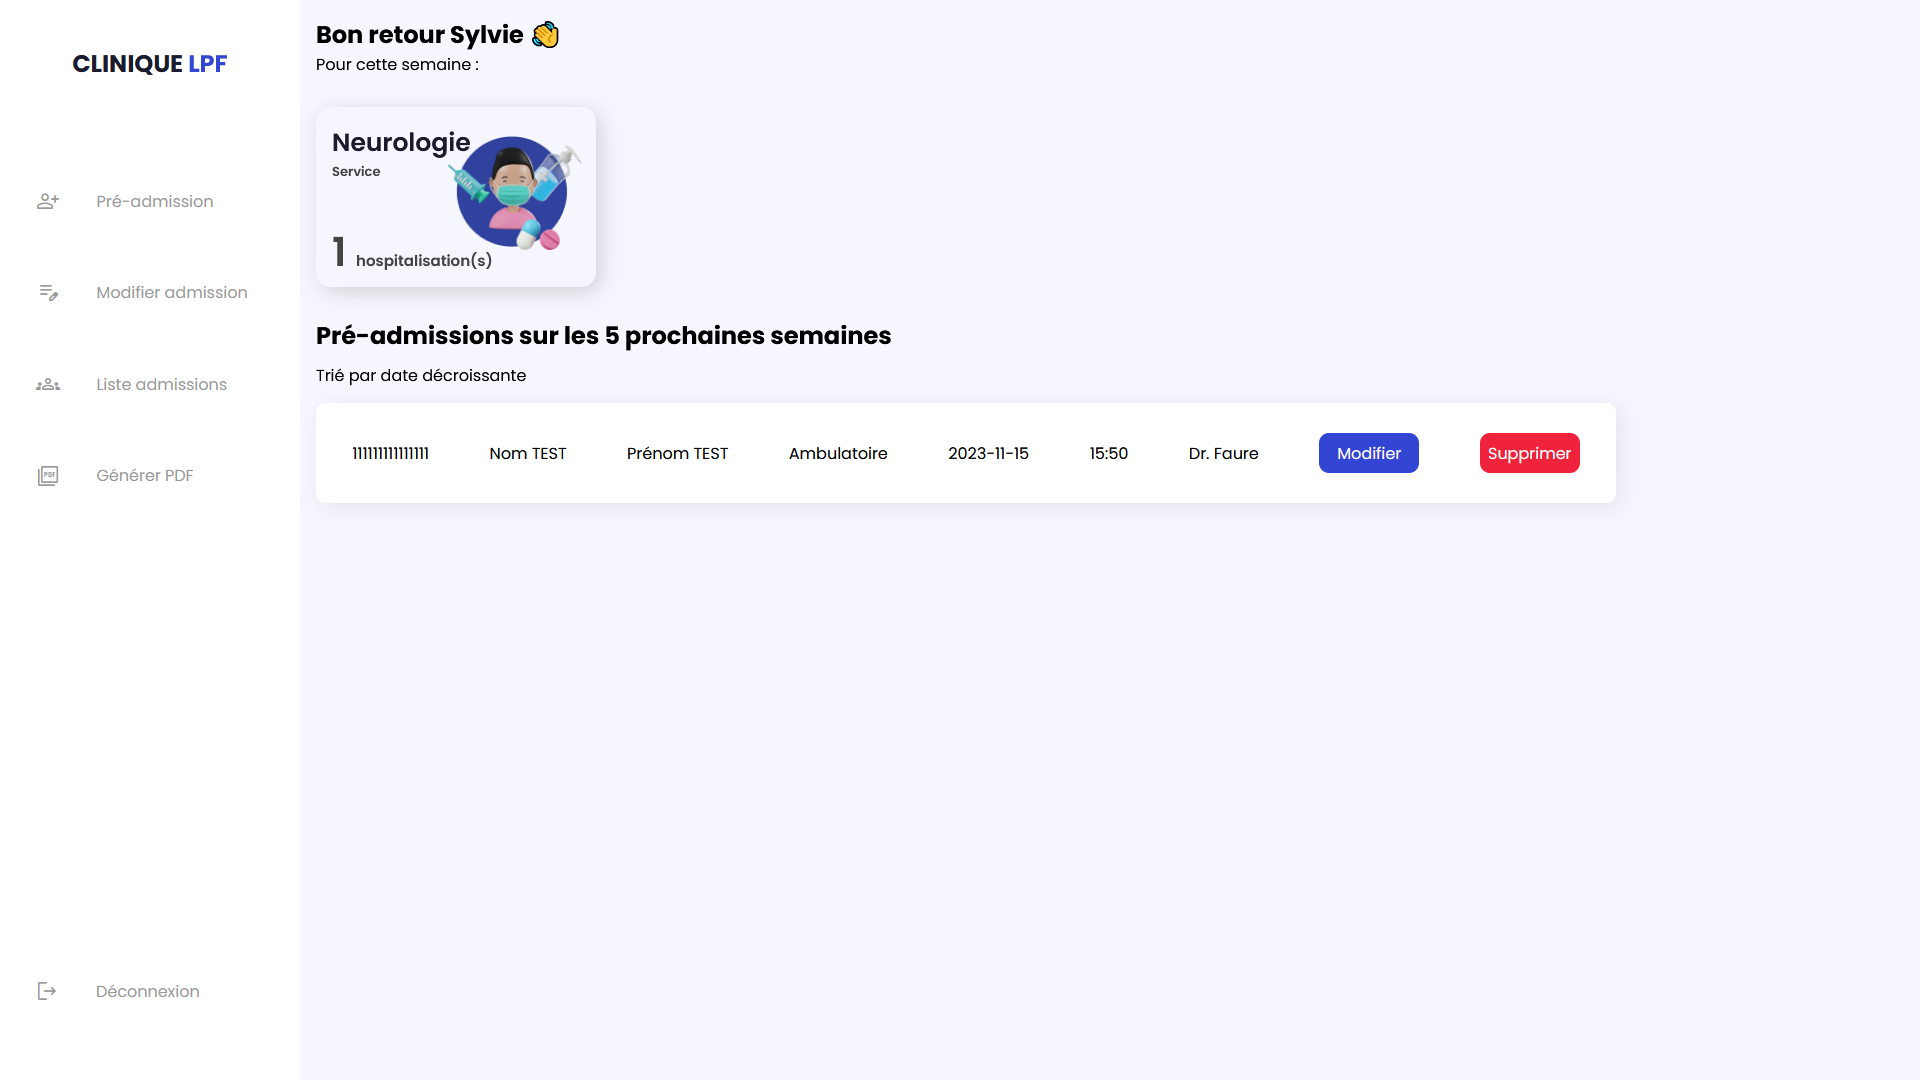 CLINIQUE LPF
Pré-admission
Modifier admission
Liste admissions
PDF
Générer PDF
Déconnexion
Bon retour Sylvie 👏
Pour cette semaine :
Neurologie
Service
1 hospitalisation(s)
Pré-admissions sur les 5 prochaines semaines
Trié par date décroissante
111111111111111 Nom TEST Prénom TEST Ambulatoire 2023-11-15 15:50 Dr. Faure Modifier Supprimer